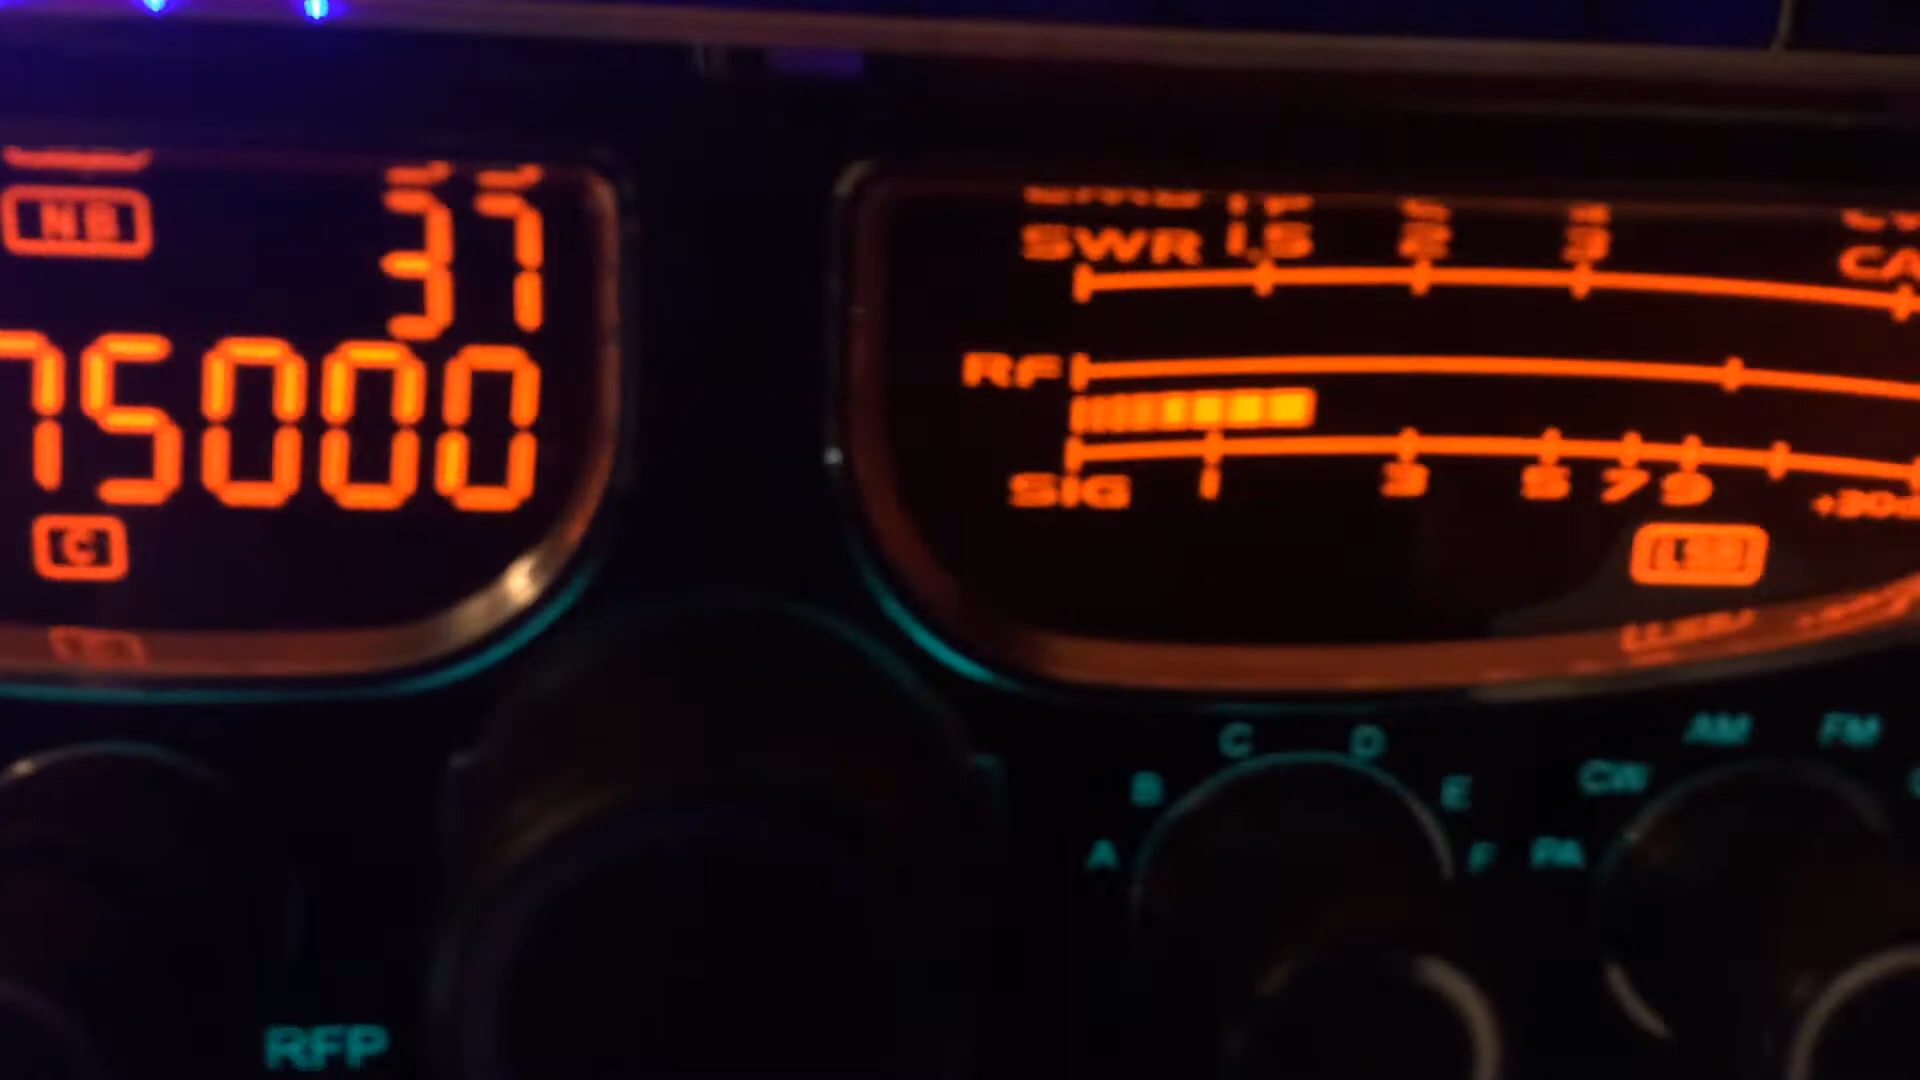 NB
37
75000
C
SWR 1.5 2 3
RF
SIG 1 3 5 7 9
A B C D E F
PA CW AM FM
RFP